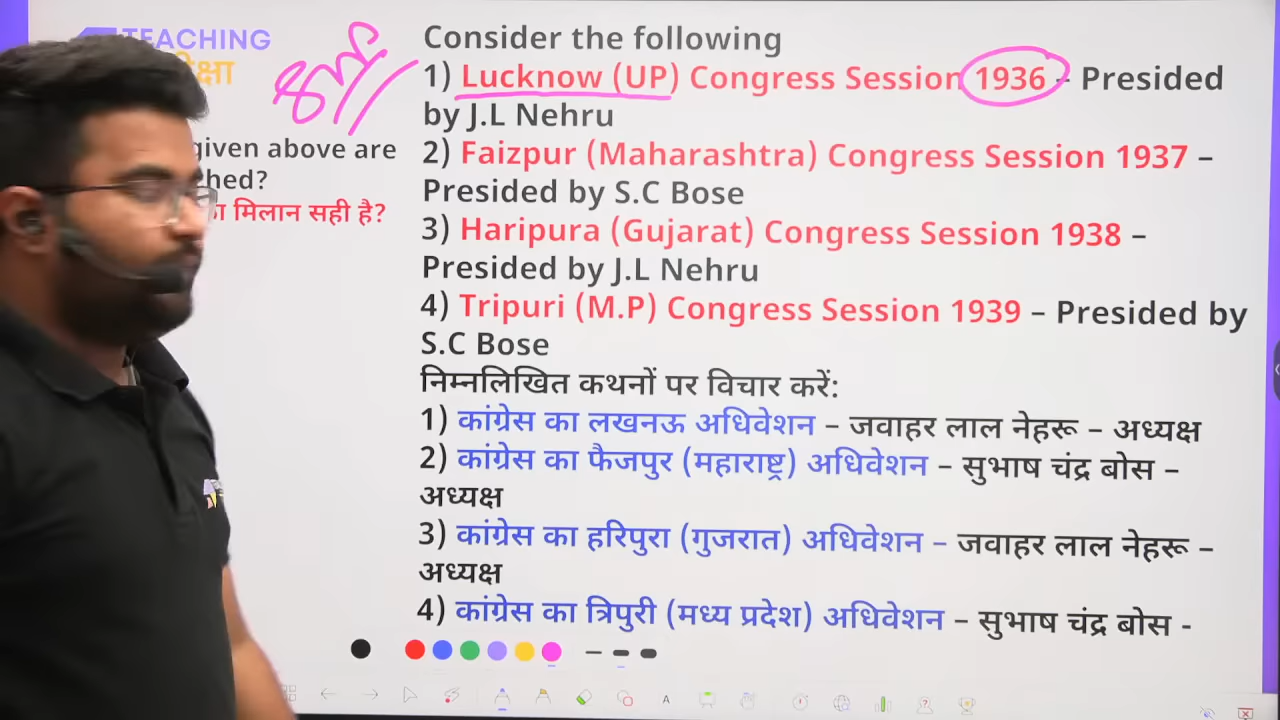 TEACHING
Consider the following
1) Lucknow (UP) Congress Session 1936 – Presided
by J.L Nehru
given above are
2) Faizpur (Maharashtra) Congress Session 1937 –
Presided by S.C Bose
मिलान सही है?
3) Haripura (Gujarat) Congress Session 1938 –
Presided by J.L Nehru
4) Tripuri (M.P) Congress Session 1939 – Presided by
S.C Bose
निम्नलिखित कथनों पर विचार करें:
1) कांग्रेस का लखनऊ अधिवेशन – जवाहर लाल नेहरू – अध्यक्ष
2) कांग्रेस का फैजपुर (महाराष्ट्र) अधिवेशन – सुभाष चंद्र बोस –
अध्यक्ष
3) कांग्रेस का हरिपुरा (गुजरात) अधिवेशन – जवाहर लाल नेहरू –
अध्यक्ष
4) कांग्रेस का त्रिपुरी (मध्य प्रदेश) अधिवेशन – सुभाष चंद्र बोस -
A